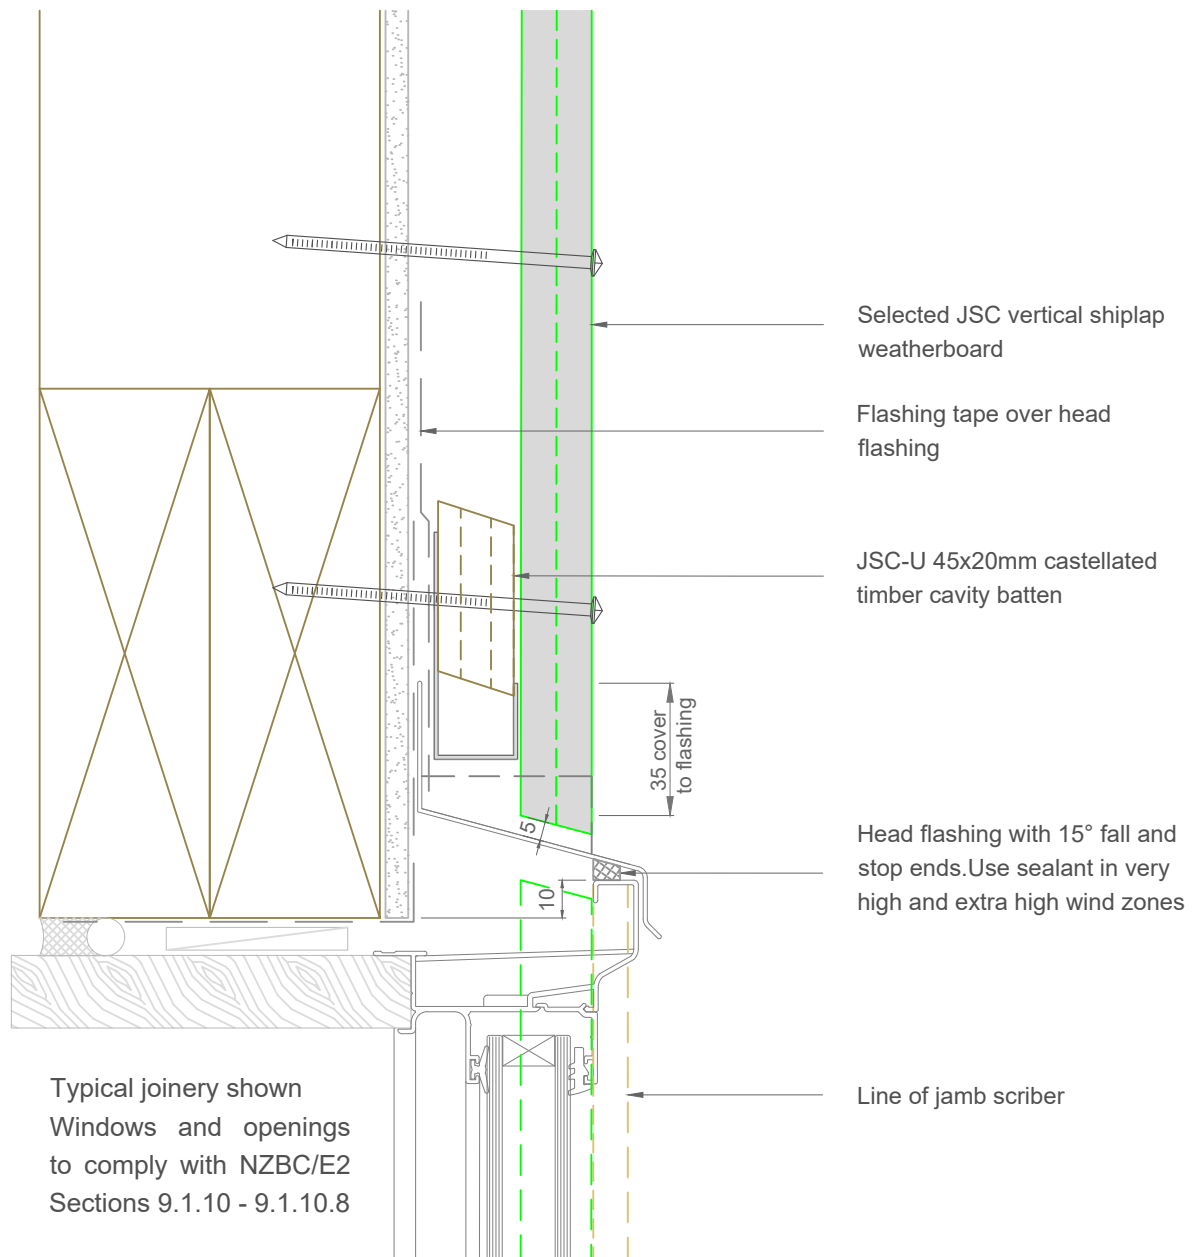 Selected JSC vertical shiplap
weatherboard
Flashing tape over head
flashing
JSC-U 45x20mm castellated
timber cavity batten
35 cover
to flashing
5
Head flashing with 15° fall and
stop ends.Use sealant in very
high and extra high wind zones
10
Typical joinery shown
Windows and openings
to comply with NZBC/E2
Sections 9.1.10 - 9.1.10.8
Line of jamb scriber